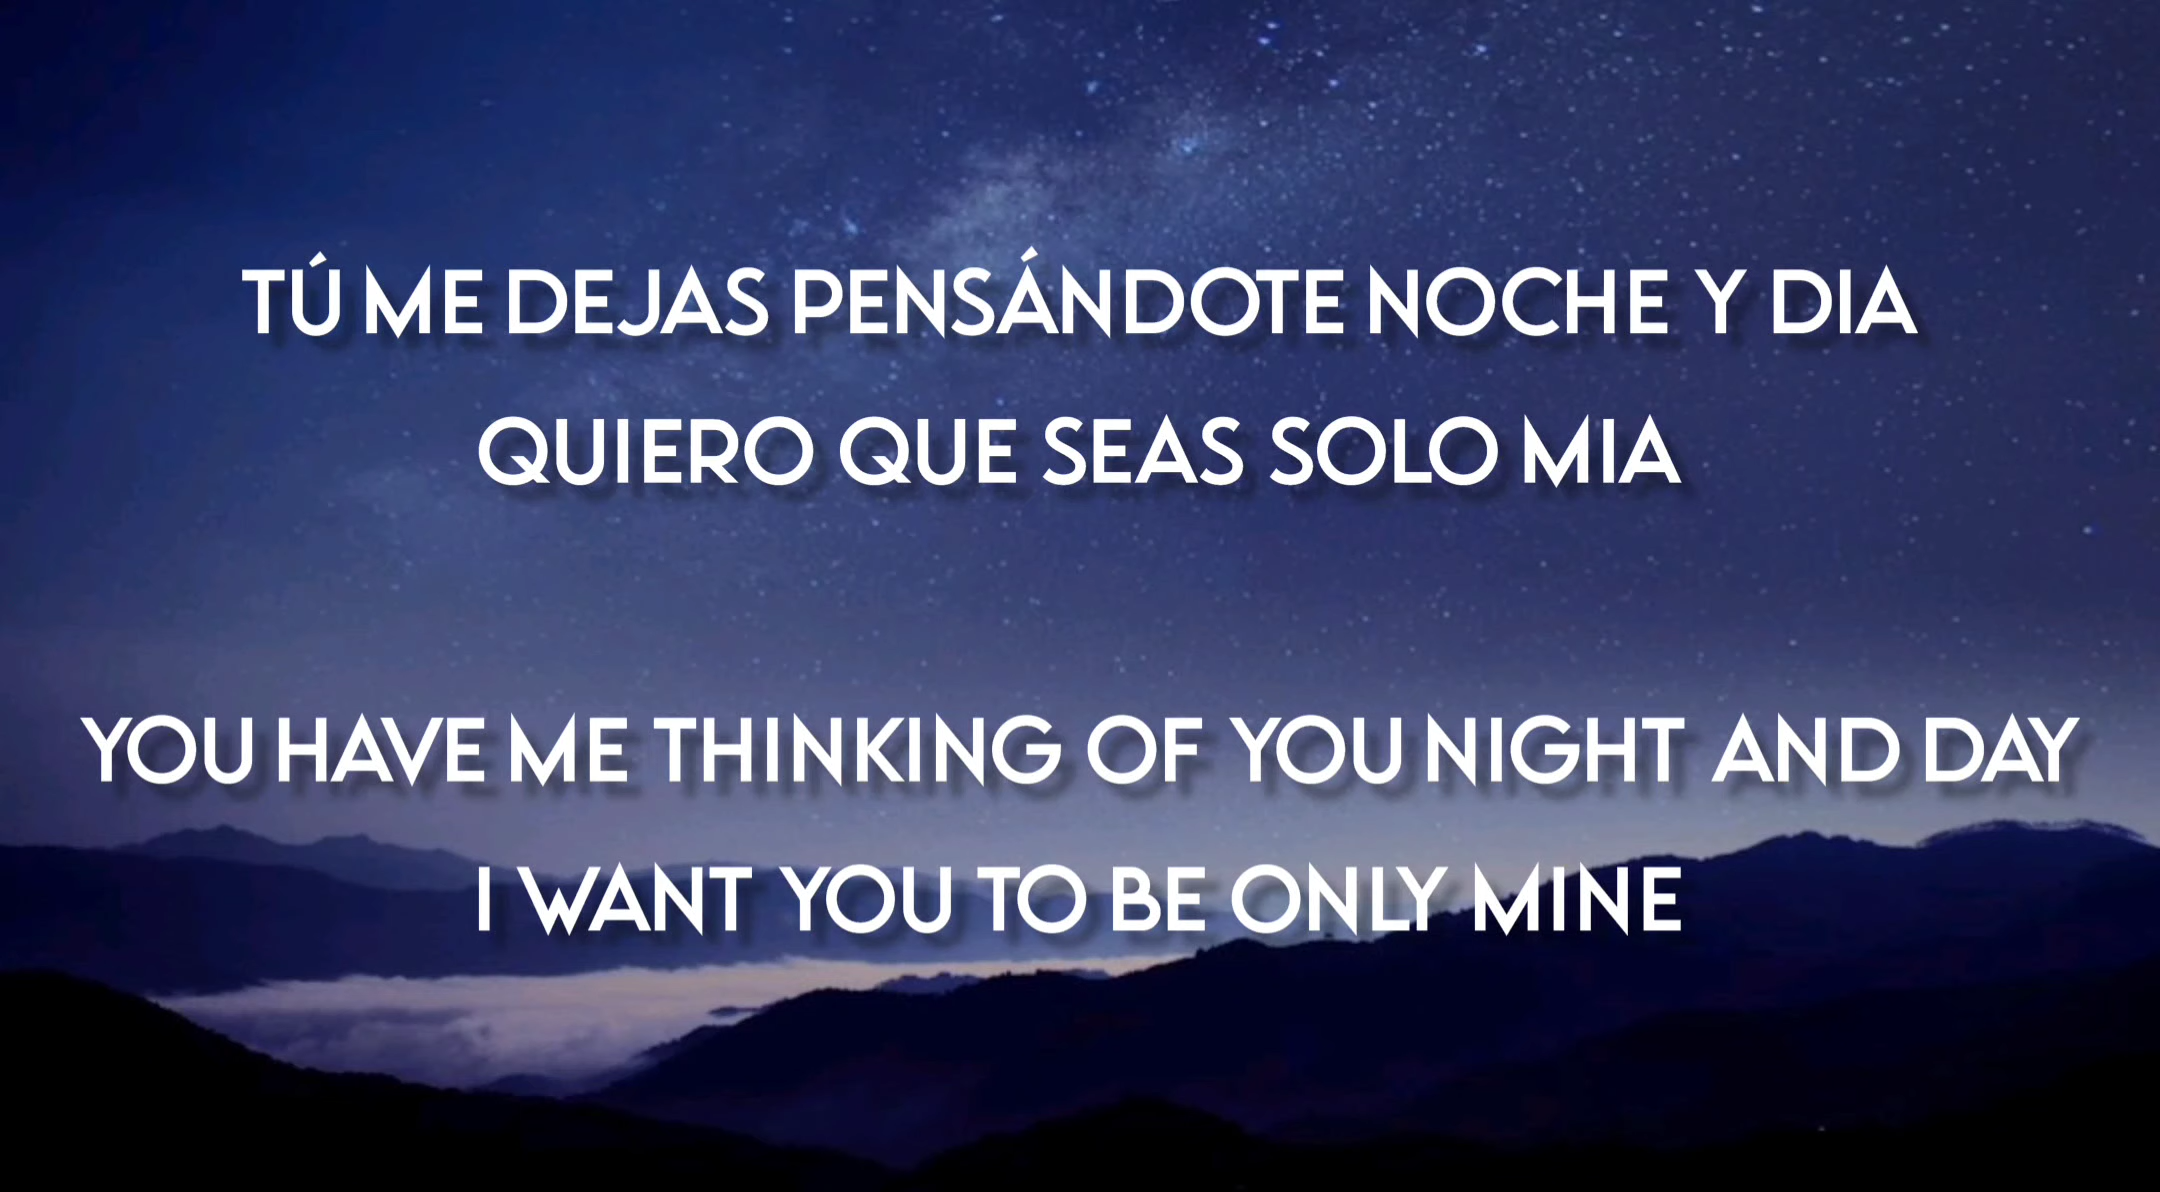 TÚ ME DEJAS PENSÁNDOTE NOCHE Y DIA
QUIERO QUE SEAS SOLO MIA
YOU HAVE ME THINKING OF YOU NIGHT AND DAY
I WANT YOU TO BE ONLY MINE